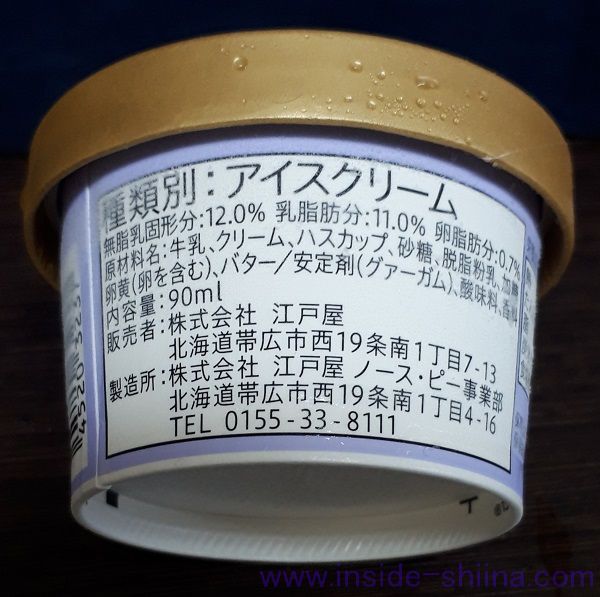 種類別：アイスクリーム
無脂乳固形分：12.0% 乳脂肪分：11.0% 卵脂肪分：0.7%
原材料名：牛乳、クリーム、ハスカップ、砂糖、脱脂粉乳、加糖
卵黄(卵を含む)、バター／安定剤(グァーガム)、酸味料、香料
内容量：90ml
販売者：株式会社 江戸屋
北海道帯広市西19条南1丁目7-13
製造所：株式会社 江戸屋 ノース・ピー事業部
北海道帯広市西19条南1丁目4-16
TEL 0155-33-8111
www.inside-shiina.com